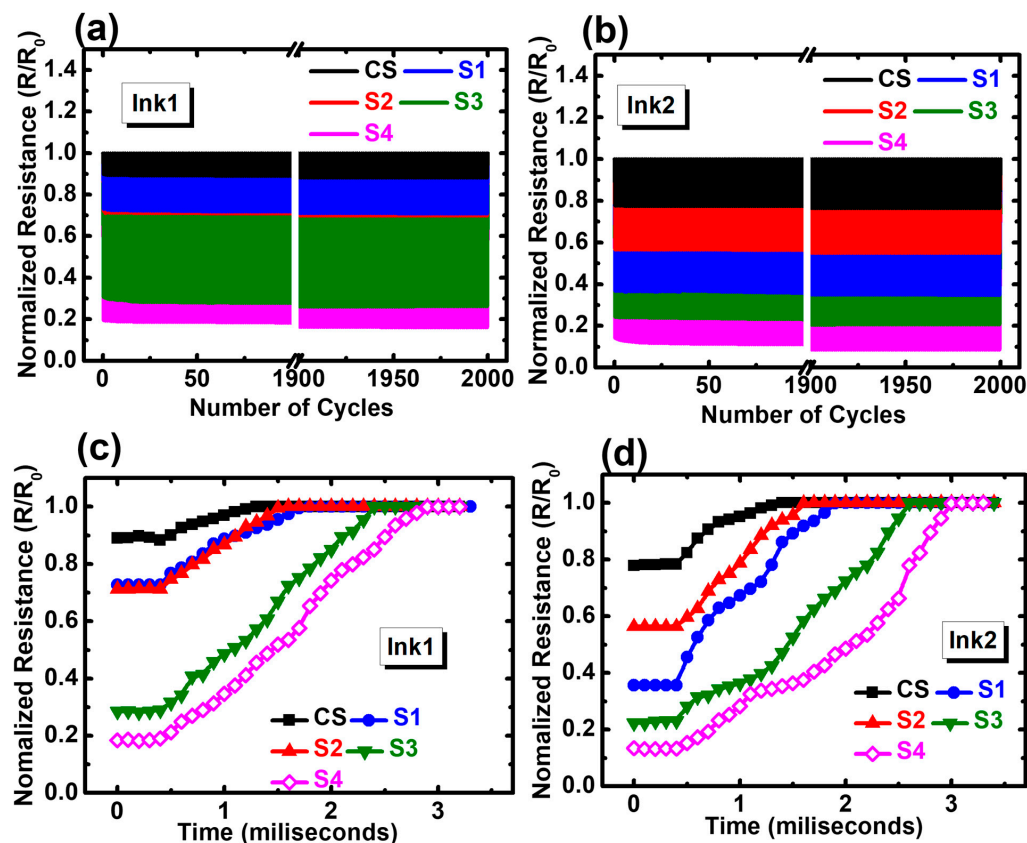 (a)
Normalized Resistance (R/R0)
1.4
1.2
1.0
0.8
0.6
0.4
0.2
0.0
Ink1
CS S1
S2 S3
S4
0 50 1900 1950 2000
Number of Cycles
(b)
Normalized Resistance (R/R0)
1.4
1.2
1.0
0.8
0.6
0.4
0.2
0.0
Ink2
CS
S1
S2 S3
S4
0 50 1900 1950 2000
Number of Cycles
(c)
Nomalized Resistance (R/R0)
1.0
0.8
0.6
0.4
0.2
0.0
Ink1
CS S1
S2 S3
S4
0 1 2 3
Time (miliseconds)
(d)
Nomalized Resistance (R/R0)
1.0
0.8
0.6
0.4
0.2
0.0
Ink2
CS S1
S2 S3
S4
0 1 2 3
Time (miliseconds)